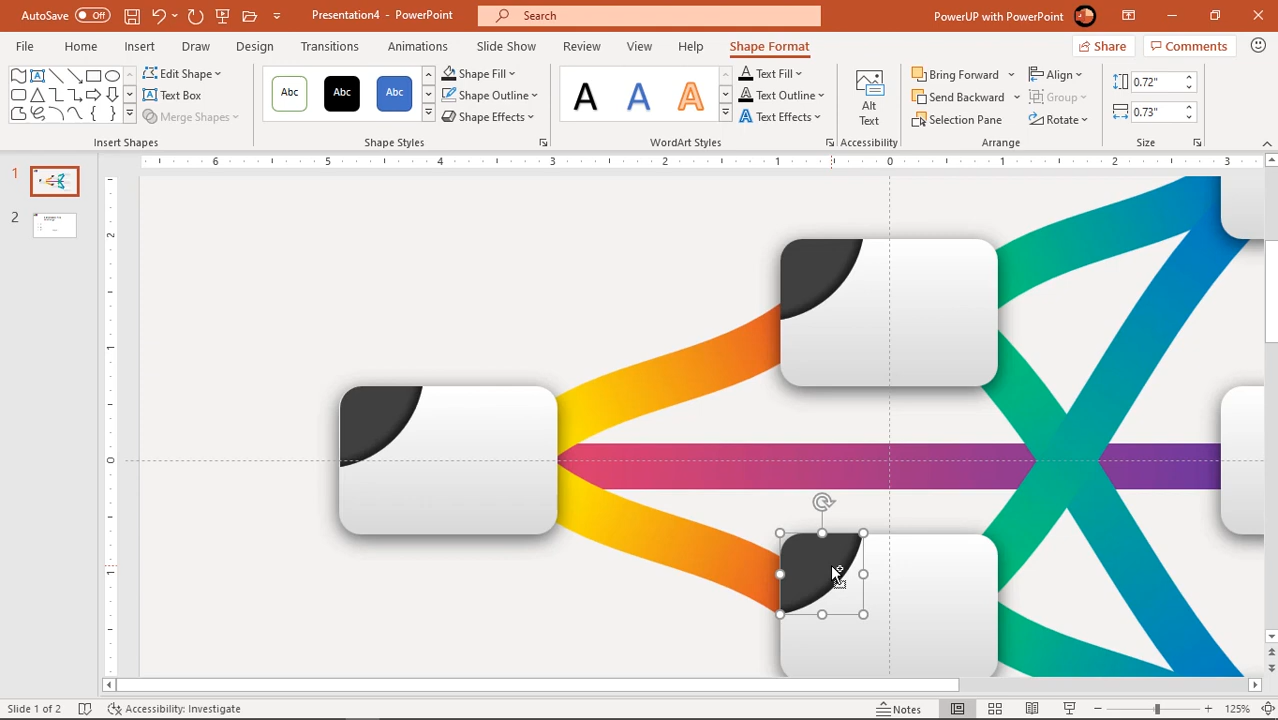 AutoSave Off Presentation4 - PowerPoint Search PowerUP with PowerPoint
File Home Insert Draw Design Transitions Animations Slide Show Review View Help Shape Format Share Comments
Edit Shape Abc Abc Abc Shape Fill A A A Text Fill Bring Forward Align 0.72"
Text Box Shape Outline Text Outline Alt Text Send Backward Group 0.73"
Merge Shapes Shape Effects Text Effects Selection Pane Rotate
Insert Shapes Shape Styles WordArt Styles Accessibility Arrange Size
6 5 4 3 2 1 0 1 2 3
1
2
2
1
0
1
Slide 1 of 2 Accessibility: Investigate Notes 125%